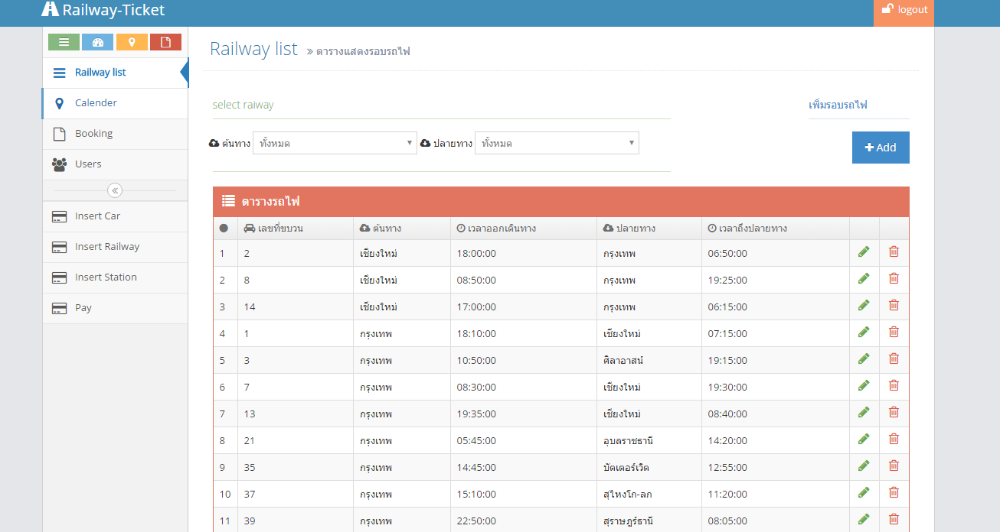 Railway-Ticket
logout
Railway list
Calender
Booking
Users
Insert Car
Insert Railway
Insert Station
Pay
Railway list » ตารางแสดงรอบรถไฟ
select raiway
เพิ่มรอบรถไฟ
ต้นทาง ทั้งหมด ปลายทาง ทั้งหมด
Add
ตารางรถไฟ
เลขที่ขบวน ต้นทาง เวลาออกเดินทาง ปลายทาง เวลาถึงปลายทาง
1 2 เชียงใหม่ 18:00:00 กรุงเทพ 06:50:00
2 8 เชียงใหม่ 08:50:00 กรุงเทพ 19:25:00
3 14 เชียงใหม่ 17:00:00 กรุงเทพ 06:15:00
4 1 กรุงเทพ 18:10:00 เชียงใหม่ 07:15:00
5 3 กรุงเทพ 10:50:00 ศิลาอาสน์ 19:15:00
6 7 กรุงเทพ 08:30:00 เชียงใหม่ 19:30:00
7 13 กรุงเทพ 19:35:00 เชียงใหม่ 08:40:00
8 21 กรุงเทพ 05:45:00 อุบลราชธานี 14:20:00
9 35 กรุงเทพ 14:45:00 บัตเตอร์เวิต 12:55:00
10 37 กรุงเทพ 15:10:00 สุไหงโก-ลก 11:20:00
11 39 กรุงเทพ 22:50:00 สุราษฎร์ธานี 08:05:00